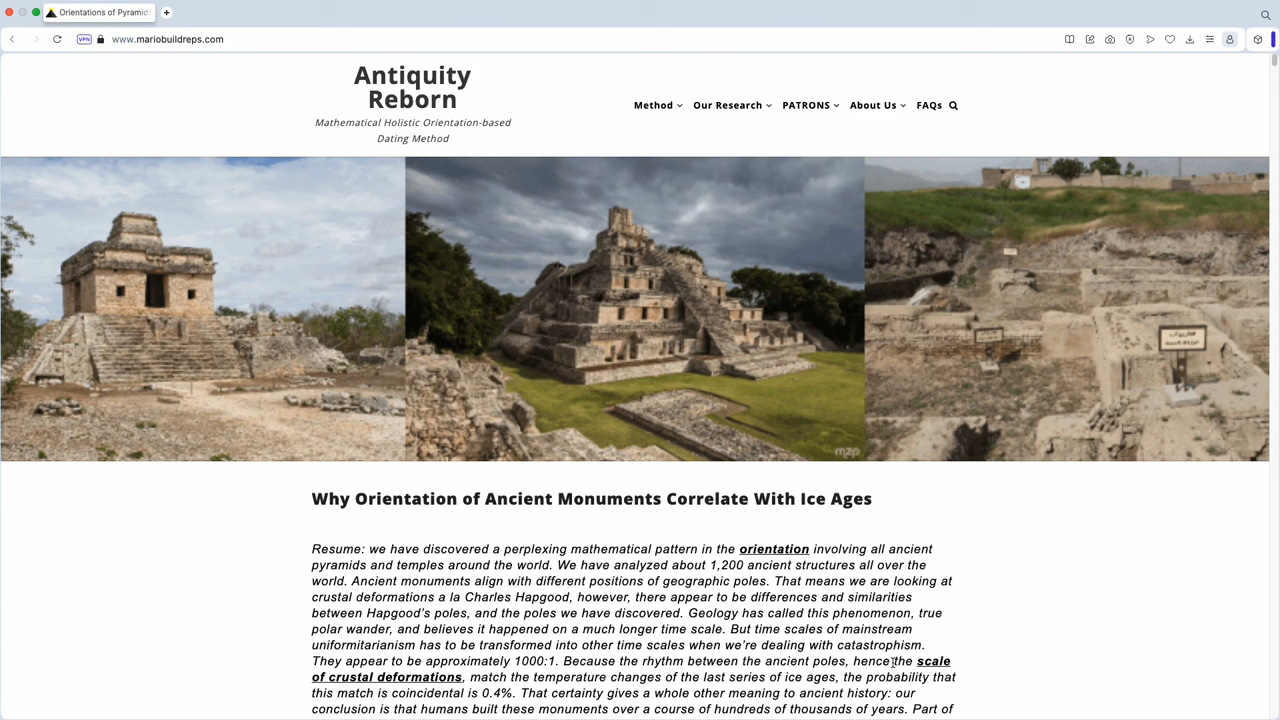 Orientations of Pyramid
VPN
www.mariobuildreps.com
Antiquity
Reborn
Mathematical Holistic Orientation-based
Dating Method
Method
Our Research
PATRONS
About Us
FAQs
mzp
Why Orientation of Ancient Monuments Correlate With Ice Ages
Resume: we have discovered a perplexing mathematical pattern in the orientation involving all ancient
pyramids and temples around the world. We have analyzed about 1,200 ancient structures all over the
world. Ancient monuments align with different positions of geographic poles. That means we are looking at
crustal deformations a la Charles Hapgood, however, there appear to be differences and similarities
between Hapgood's poles, and the poles we have discovered. Geology has called this phenomenon, true
polar wander, and believes it happened on a much longer time scale. But time scales of mainstream
uniformitarianism has to be transformed into other time scales when we're dealing with catastrophism.
They appear to be approximately 1000:1. Because the rhythm between the ancient poles, hence the scale
of crustal deformations, match the temperature changes of the last series of ice ages, the probability that
this match is coincidental is 0.4%. That certainty gives a whole other meaning to ancient history: our
conclusion is that humans built these monuments over a course of hundreds of thousands of years. Part of